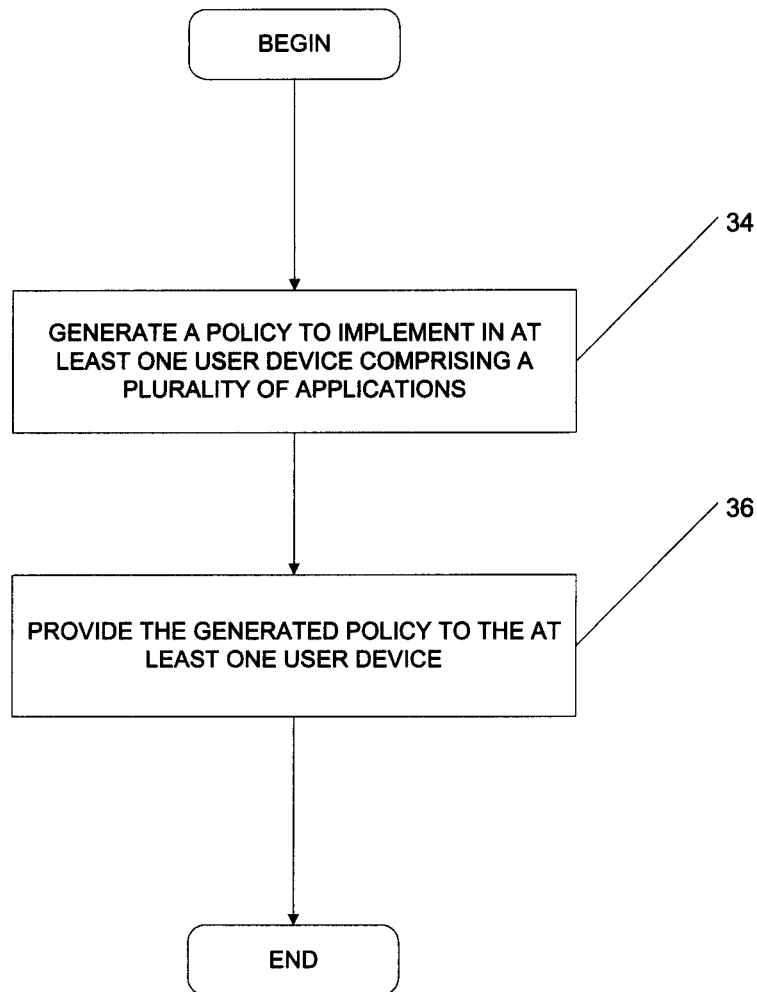 BEGIN
34
GENERATE A POLICY TO IMPLEMENT IN AT
LEAST ONE USER DEVICE COMPRISING A
PLURALITY OF APPLICATIONS
36
PROVIDE THE GENERATED POLICY TO THE AT
LEAST ONE USER DEVICE
END